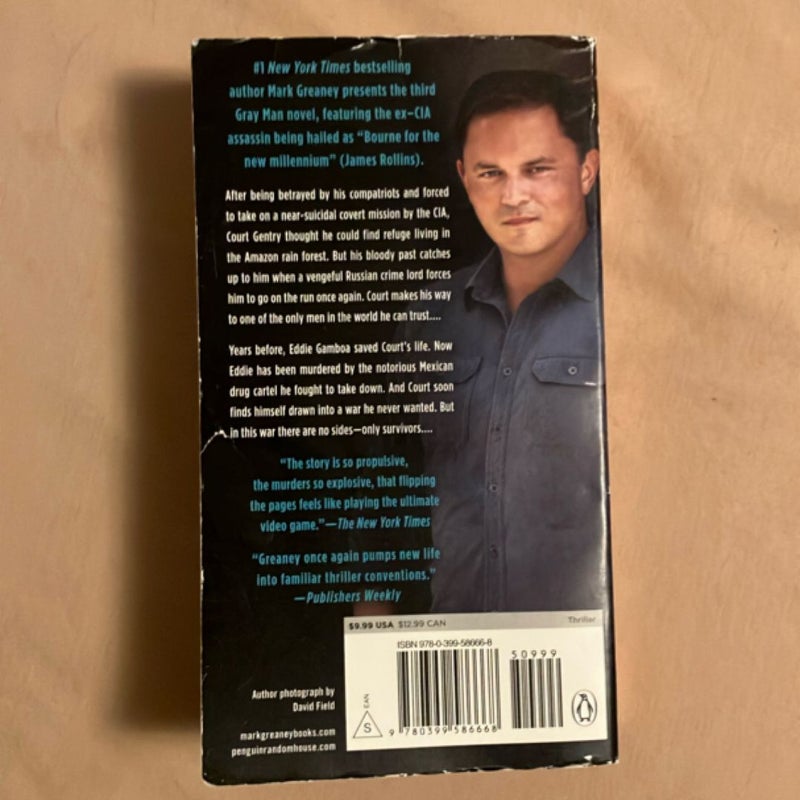 #1 New York Times bestselling
author Mark Greaney presents the third
Gray Man novel, featuring the ex–CIA
assassin being hailed as “Bourne for the
new millennium” (James Rollins).
After being betrayed by his compatriots and forced
to take on a near-suicidal covert mission by the CIA,
Court Gentry thought he could find refuge living in
the Amazon rain forest. But his bloody past catches
up to him when a vengeful Russian crime lord forces
him to go on the run once again. Court makes his way
to one of the only men in the world he can trust....
Years before, Eddie Gamboa saved Court's life. Now
Eddie has been murdered by the notorious Mexican
drug cartel he fought to take down. And Court soon
finds himself drawn into a war he never wanted. But
in this war there are no sides—only survivors....
“The story is so propulsive,
the murders so explosive, that flipping
the pages feels like playing the ultimate
video game.”—The New York Times
“Greaney once again pumps new life
into familiar thriller conventions.”
—Publishers Weekly
$9.99 USA $12.99 CAN Thriller
ISBN 978-0-399-58666-8
50999
EAN
S
9 780399 586668
Author photograph by
David Field
markgreaneybooks.com
penguinrandomhouse.com